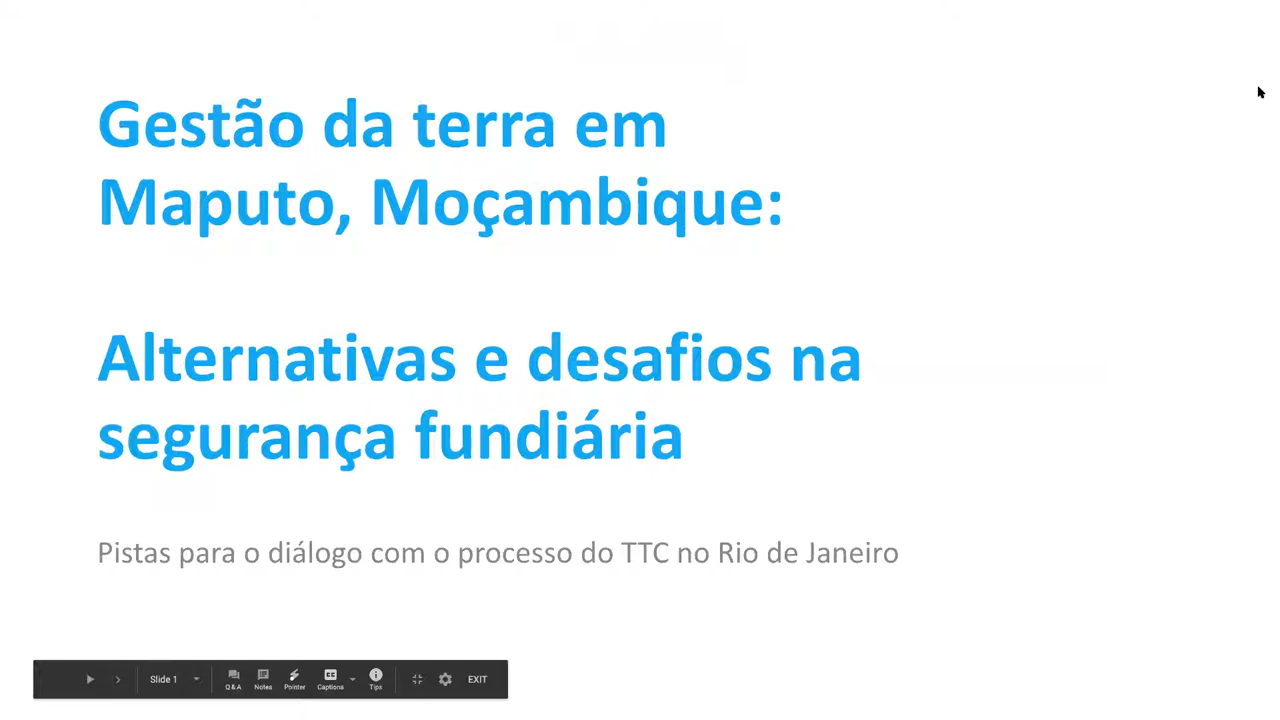 Gestão da terra em
Maputo, Moçambique:
Alternativas e desafios na
segurança fundiária
Pistas para o diálogo com o processo do TTC no Rio de Janeiro
Slide 1
Q&A
Notes
Pointer
CC
Captions
Tips
EXIT